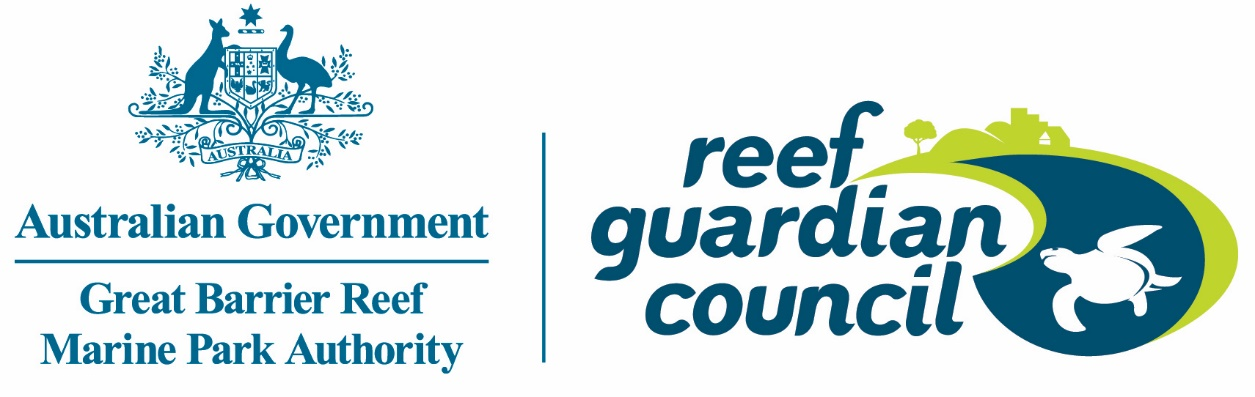 AUSTRALIA
Australian Government
Great Barrier Reef
Marine Park Authority
reef
guardian
council